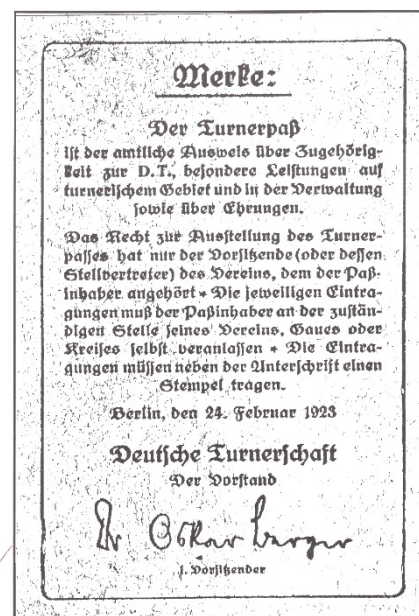 Merke:
Der Turnerpaß
ist der amtliche Ausweis über Zugehörig-
keit zur D.T., besondere Leistungen auf
turnerischem Gebiet und in der Verwaltung
sowie über Ehrungen.
Das Recht zur Ausstellung des Turner-
passes hat nur der Vorsitzende (oder dessen
Stellvertreter) des Vereins, dem der Paß-
inhaber angehört * Die jeweiligen Eintra-
gungen muß der Paßinhaber an der zustän-
digen Stelle seines Vereins, Gaues oder
Kreises selbst veranlassen * Die Eintra-
gungen müssen neben der Unterschrift einen
Stempel tragen.
Berlin, den 24. Februar 1923
Deutsche Turnerschaft
Der Vorstand
Dr Oskar Berger
1. Vorsitzender